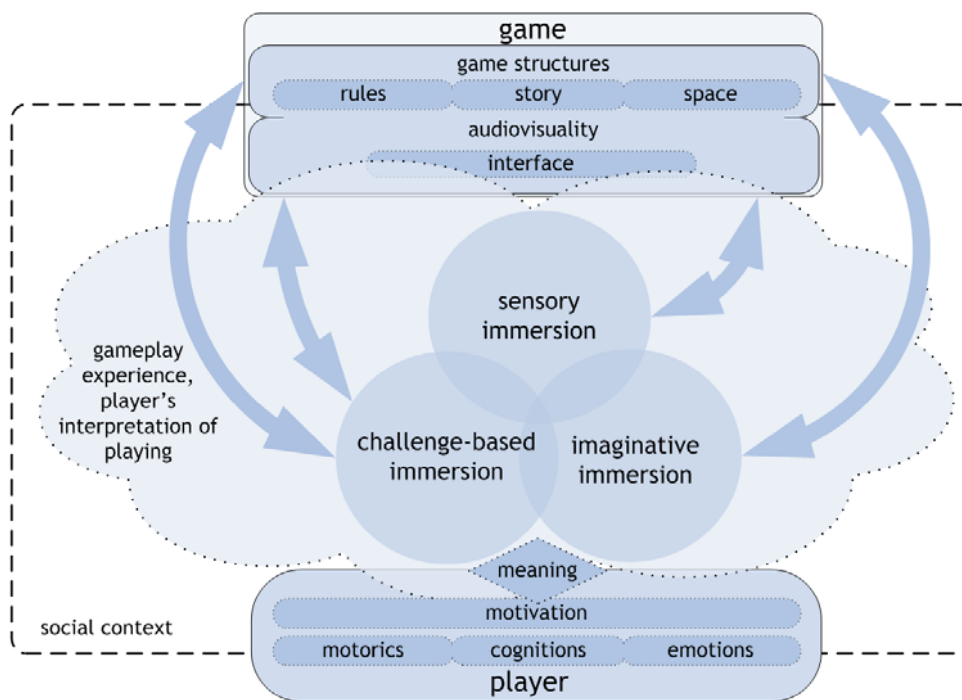 game
game structures
rules story space
audiovisuality
interface
sensory
immersion
gameplay
experience,
player's
interpretation of
playing
challenge-based
immersion
imaginative
immersion
meaning
motivation
social context
motorics cognitions emotions
player